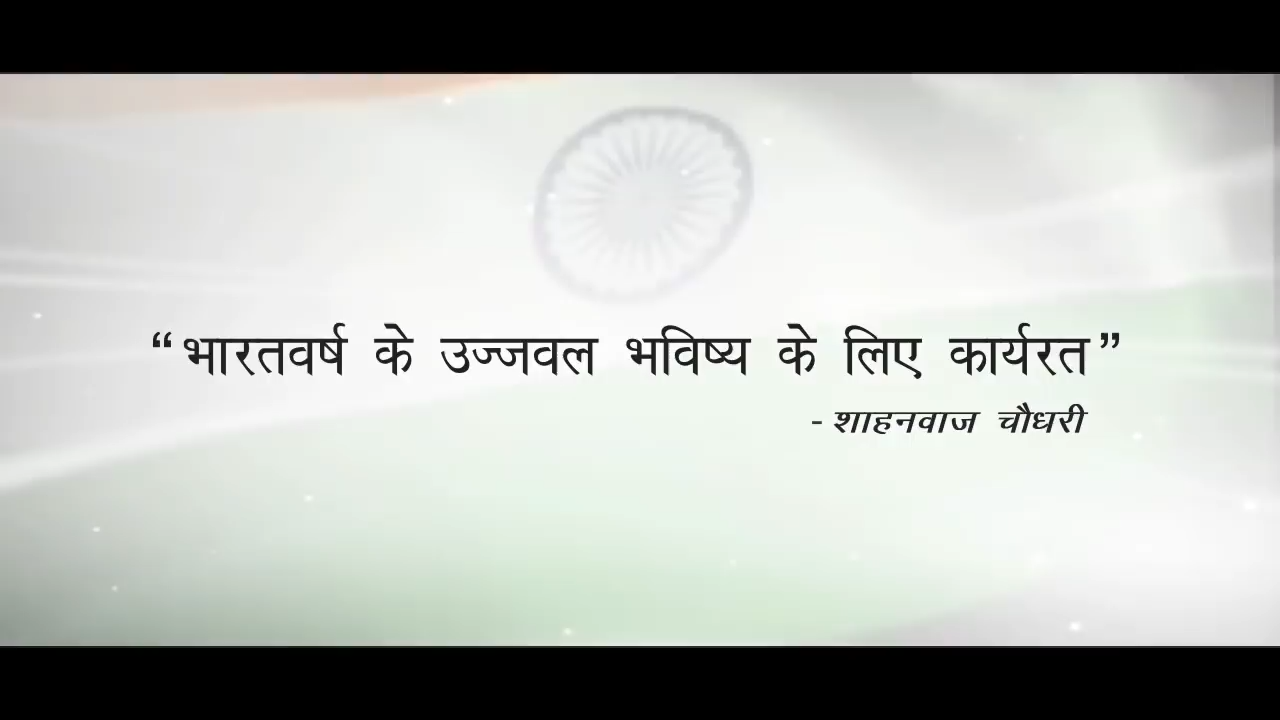 “भारतवर्ष के उज्जवल भविष्य के लिए कार्यरत”
- शाहनवाज चौधरी